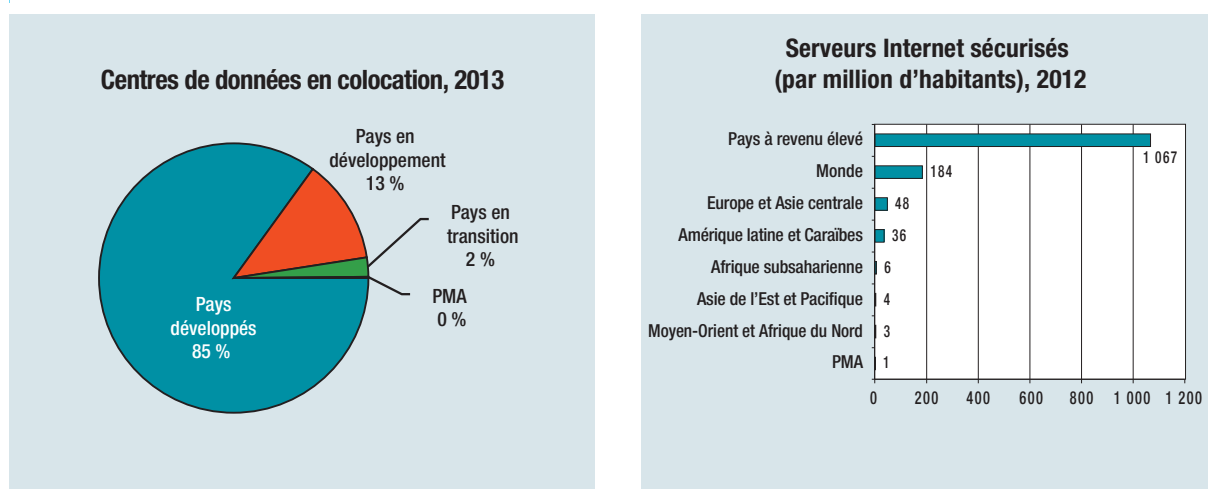 Centres de données en colocation, 2013
Pays en
développement
13 %
Pays en
transition
2 %
PMA
0 %
Pays
développés
85 %
Serveurs Internet sécurisés
(par million d’habitants), 2012
Pays à revenu élevé
1 067
Monde
184
Europe et Asie centrale
48
Amérique latine et Caraïbes
36
Afrique subsaharienne
6
Asie de l’Est et Pacifique
4
Moyen-Orient et Afrique du Nord
3
PMA
1
0 200 400 600 800 1 000 1 200